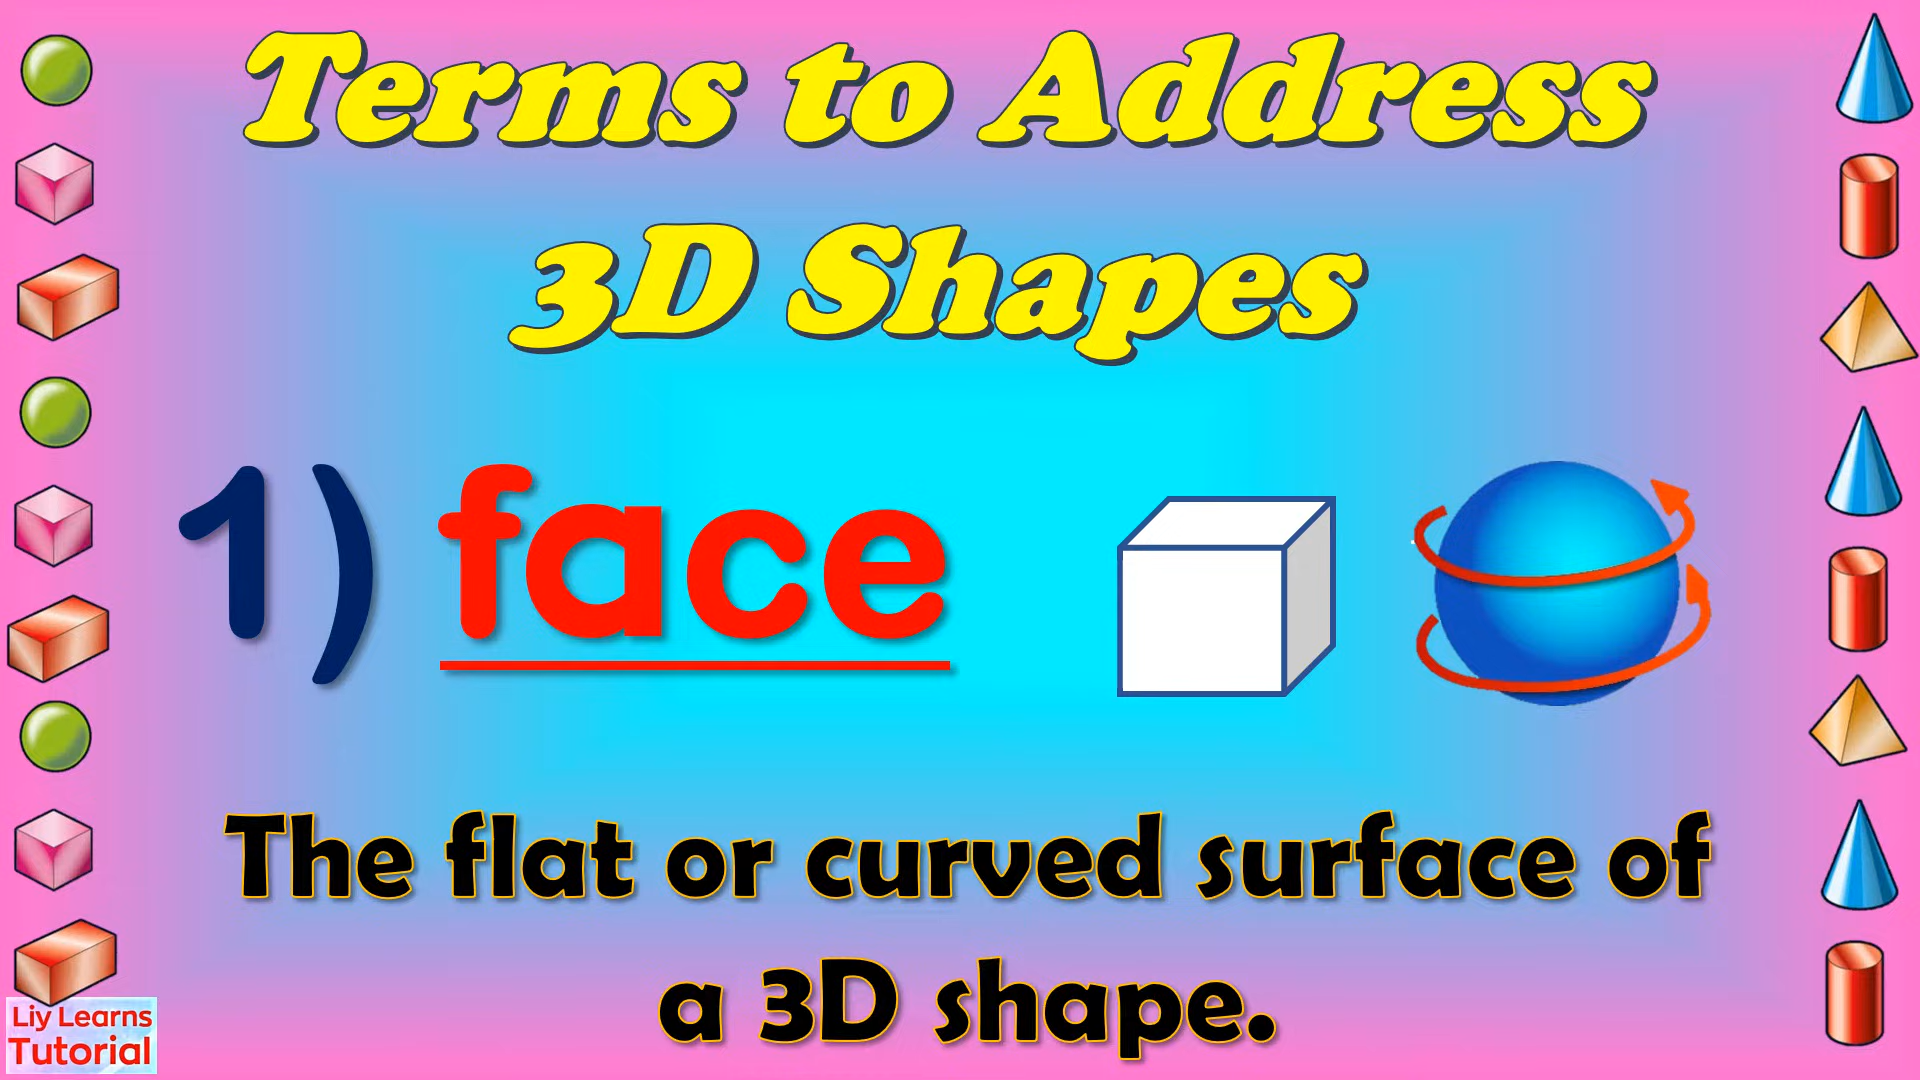 Terms to Address
3D Shapes
1) face
The flat or curved surface of
a 3D shape.
Liy Learns
Tutorial